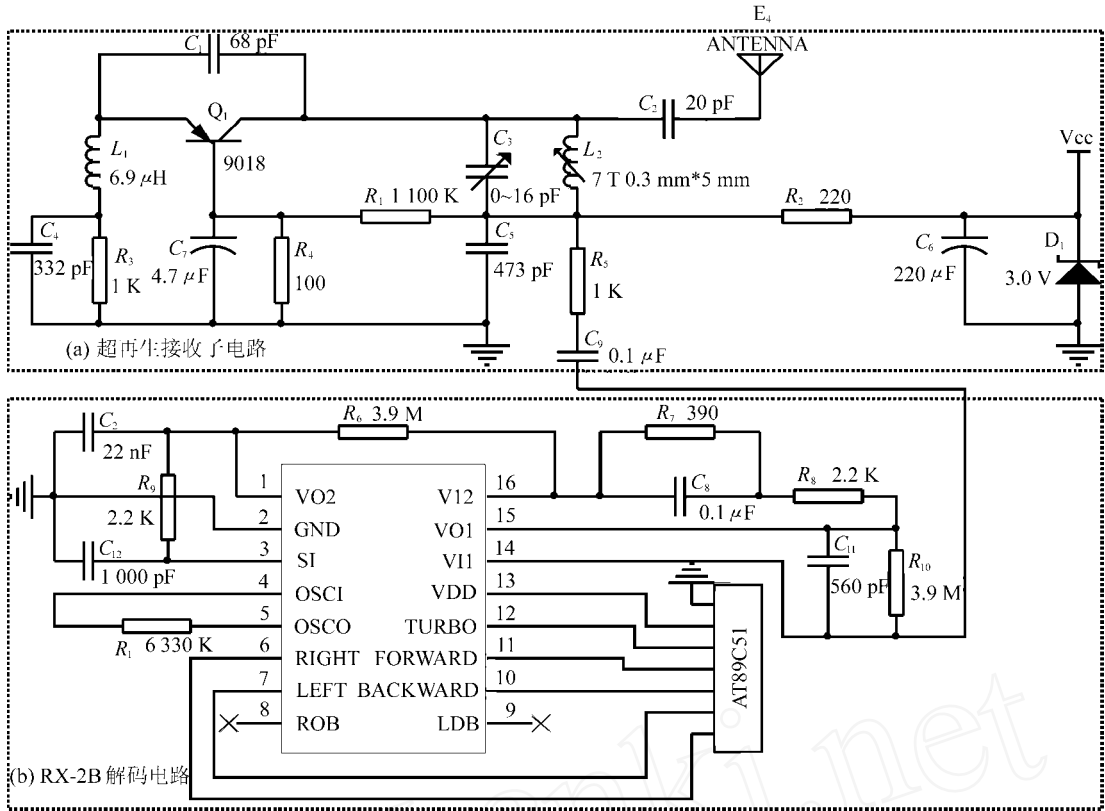 E4
ANTENNA
C1 68 pF
C2 20 pF
Q1
9018
L1
6.9 μH
C3
0~16 pF
L2
7 T 0.3 mm*5 mm
Vcc
R1 1 100 K
R2 220
C4
332 pF
R3
1 K
C7
4.7 μF
R4
100
C5
473 pF
R5
1 K
C6
220 μF
D1
3.0 V
(a) 超再生接收子电路
C9
0.1 μF
C2
22 nF
R6 3.9 M
R7 390
R9
2.2 K
C8
0.1 μF
R8 2.2 K
C12
1 000 pF
C11
560 pF
R10
3.9 M
R1 6 330 K
1 VO2 V12 16
2 GND VO1 15
3 SI VI1 14
4 OSCI VDD 13
5 OSCO TURBO 12
6 RIGHT FORWARD 11
7 LEFT BACKWARD 10
8 ROB LDB 9
AT89C51
(b) RX-2B 解码电路